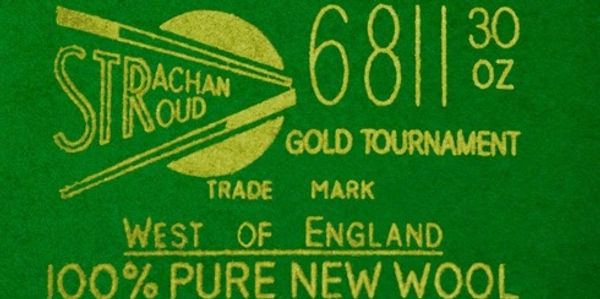 STRACHAN
STROUD
6811 30 OZ
GOLD TOURNAMENT
TRADE MARK
WEST OF ENGLAND
100% PURE NEW WOOL